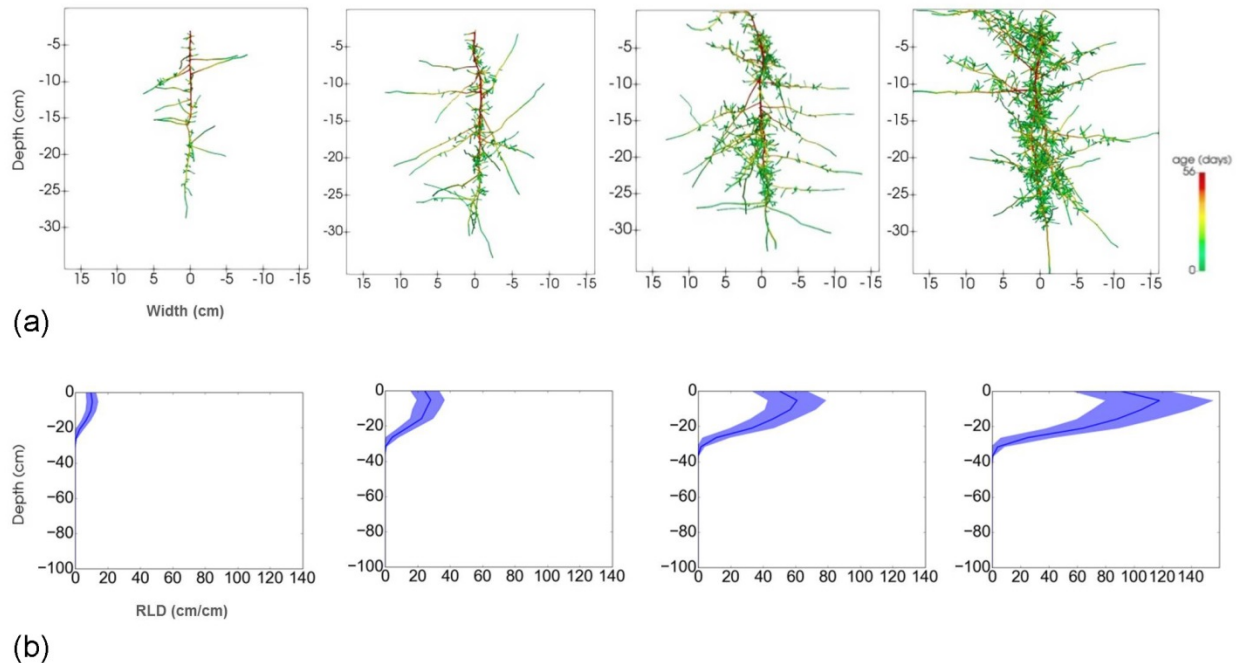 -5 -5 -5 -5
-10 -10 -10 -10
-15 -15 -15 -15
-20 -20 -20 -20
-25 -25 -25 -25
-30 -30 -30 -30
Depth (cm)
age (days)
56
0
15 10 5 0 -5 -10 -15 15 10 5 0 -5 -10 -15 15 10 5 0 -5 -10 -15 15 10 5 0 -5 -10 -15
Width (cm)
(a)
0 0 0 0
−20 −20 −20 −20
−40 −40 −40 −40
−60 −60 −60 −60
−80 −80 −80 −80
−100 −100 −100 −100
Depth (cm)
0 20 40 60 80 100 120 140 0 20 40 60 80 100 120 140 0 20 40 60 80 100 120 140 0 20 40 60 80 100 120 140
RLD (cm/cm)
(b)